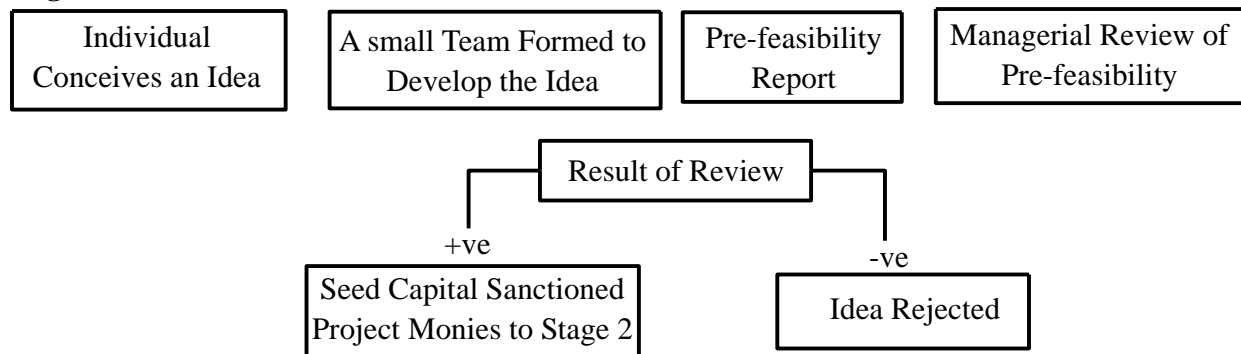 Individual
Conceives an Idea
A small Team Formed to
Develop the Idea
Pre-feasibility
Report
Managerial Review of
Pre-feasibility
Result of Review
+ve
-ve
Seed Capital Sanctioned
Project Monies to Stage 2
Idea Rejected